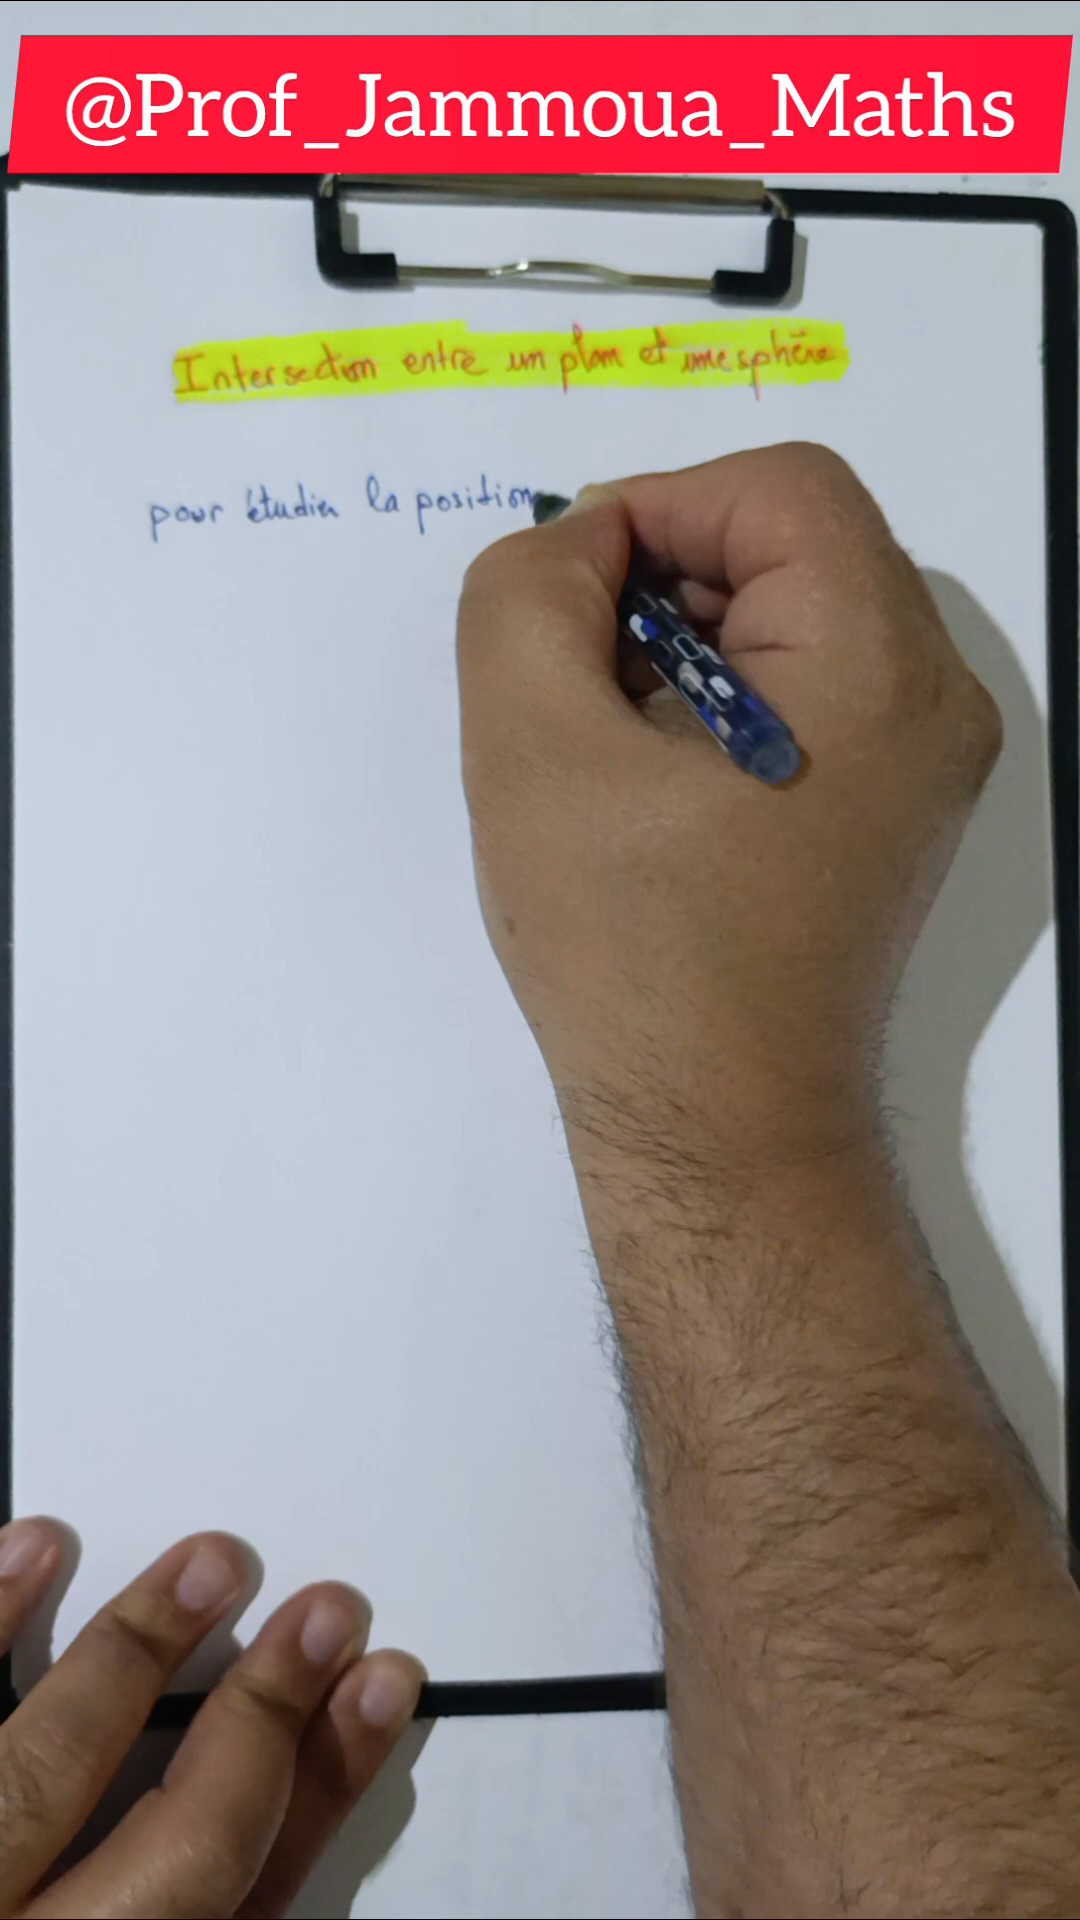 @Prof_Jammoua_Maths
Intersection entre un plan et une sphère
pour étudier la position